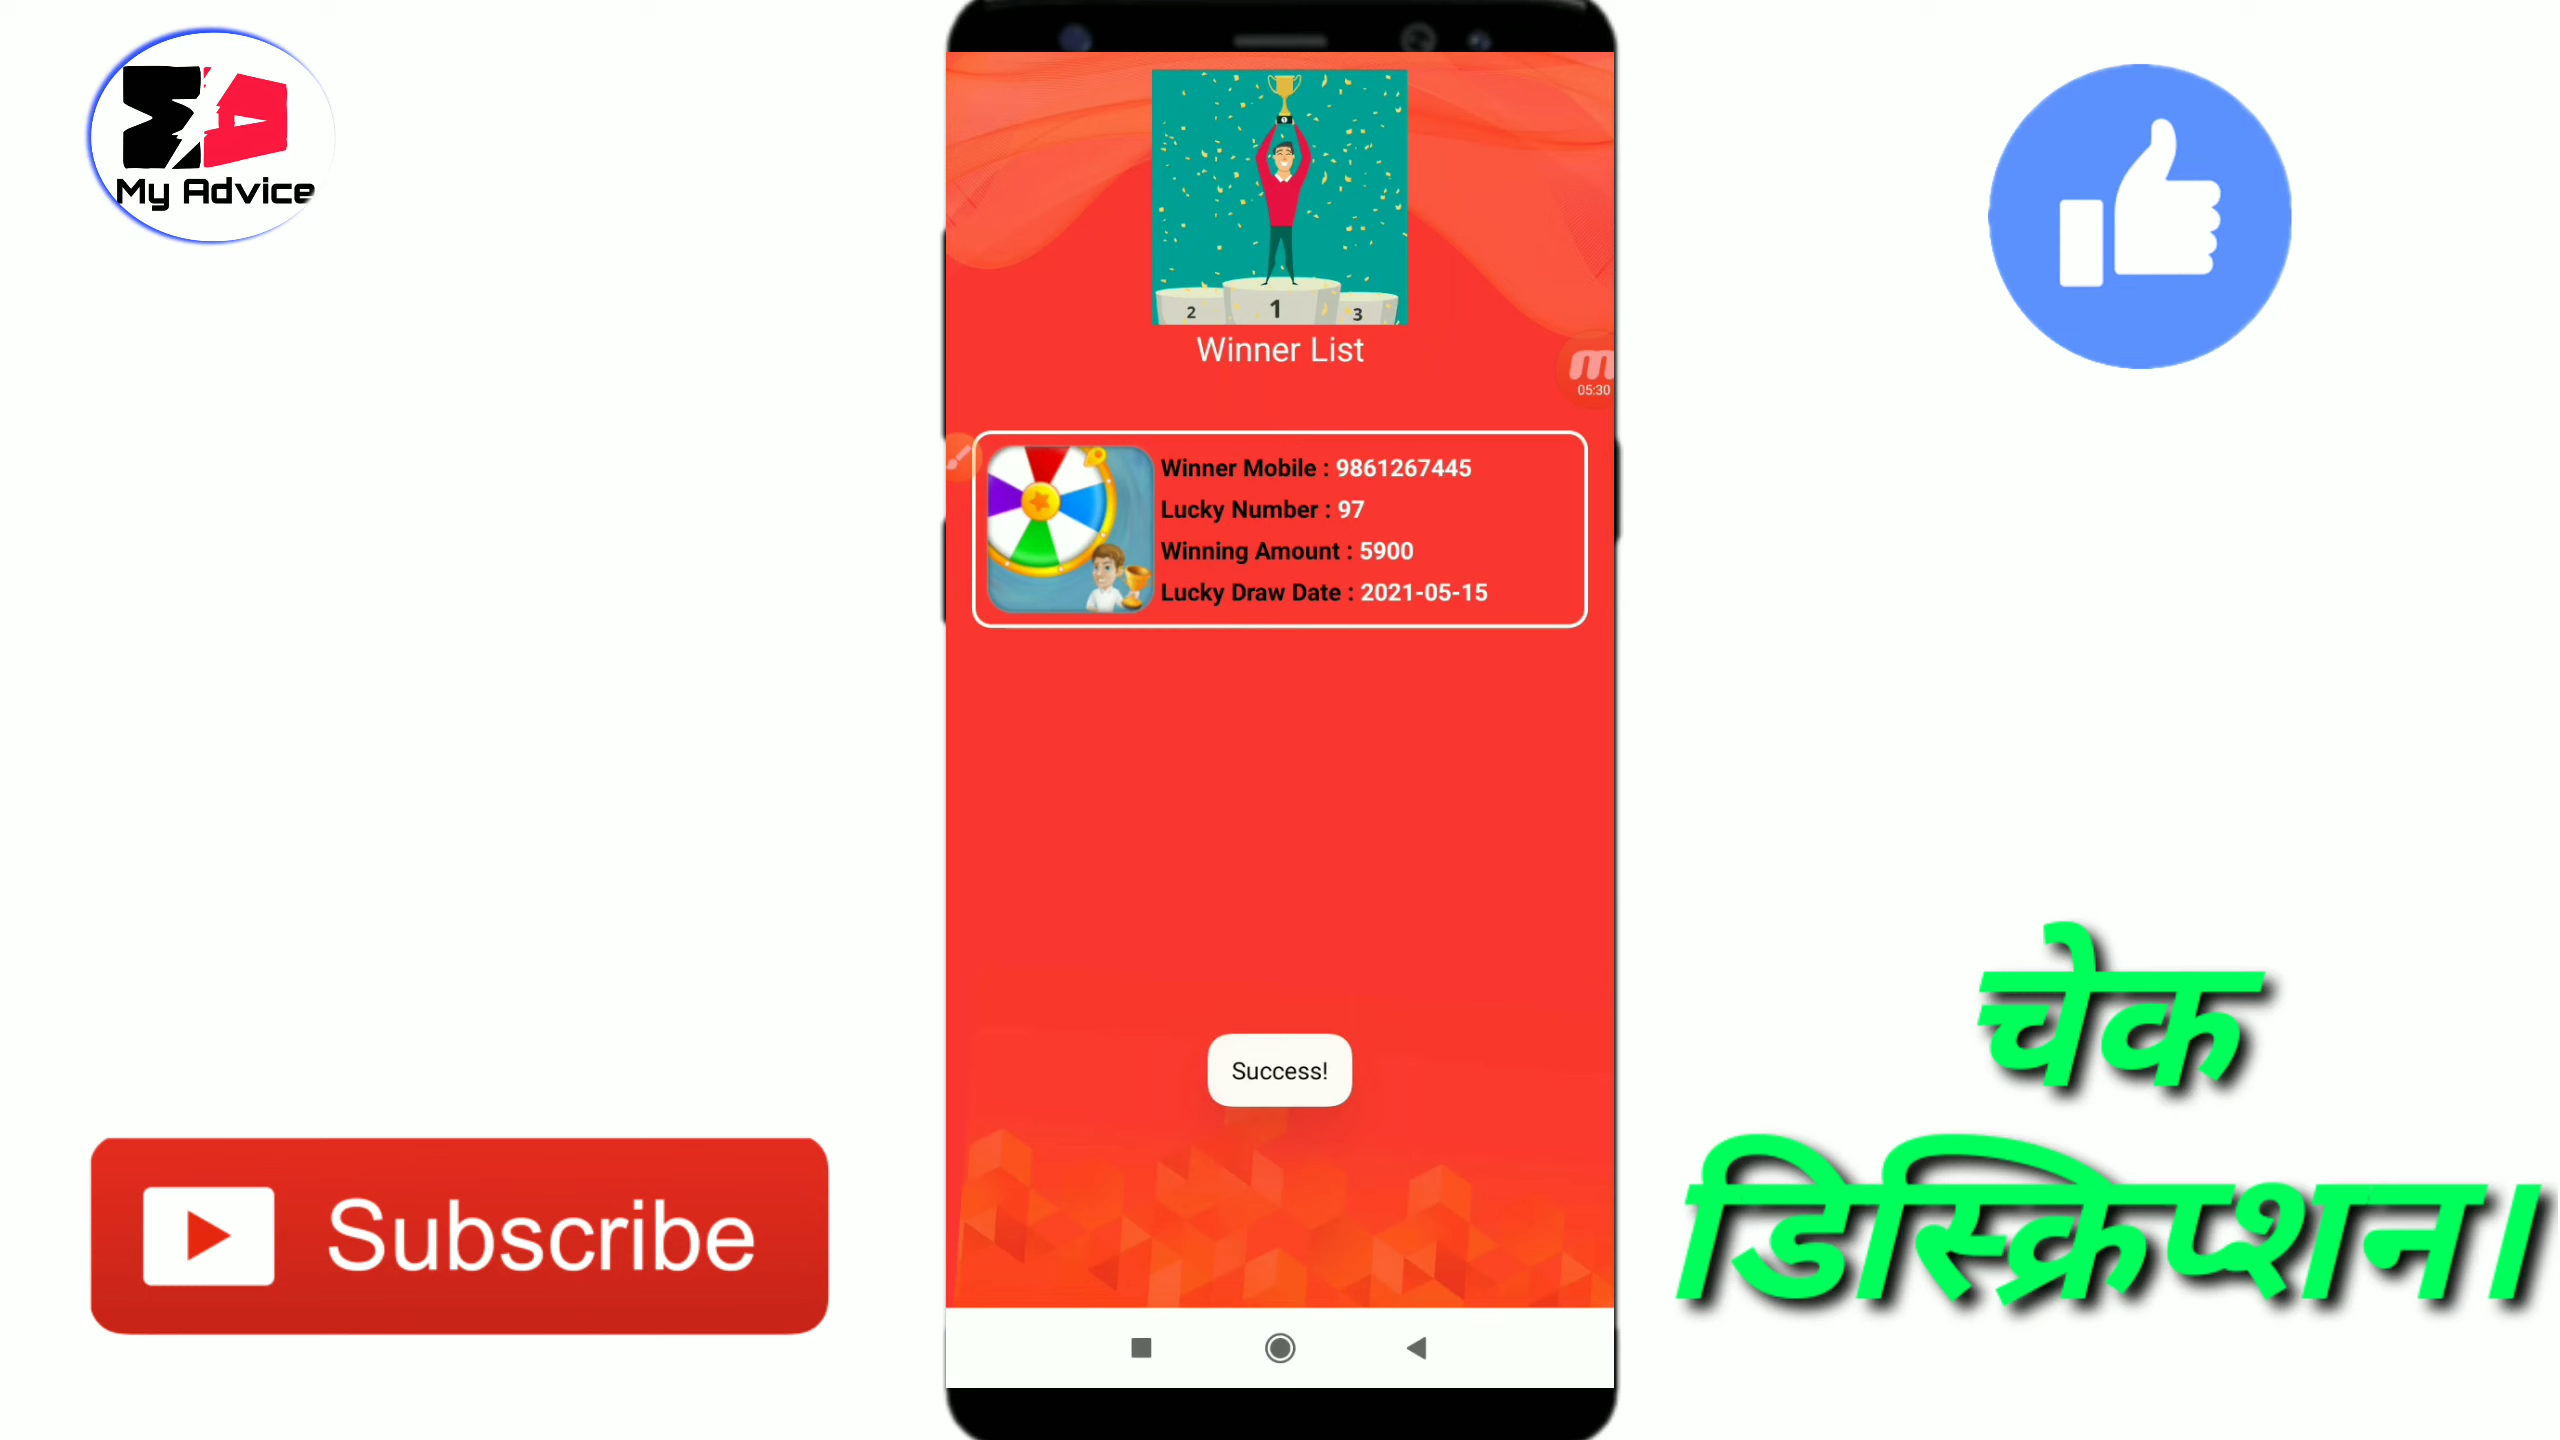 My Advice
2
1
3
Winner List
05:30
Winner Mobile : 9861267445
Lucky Number : 97
Winning Amount : 5900
Lucky Draw Date : 2021-05-15
Success!
Subscribe
चेक
डिस्क्रिप्शन।